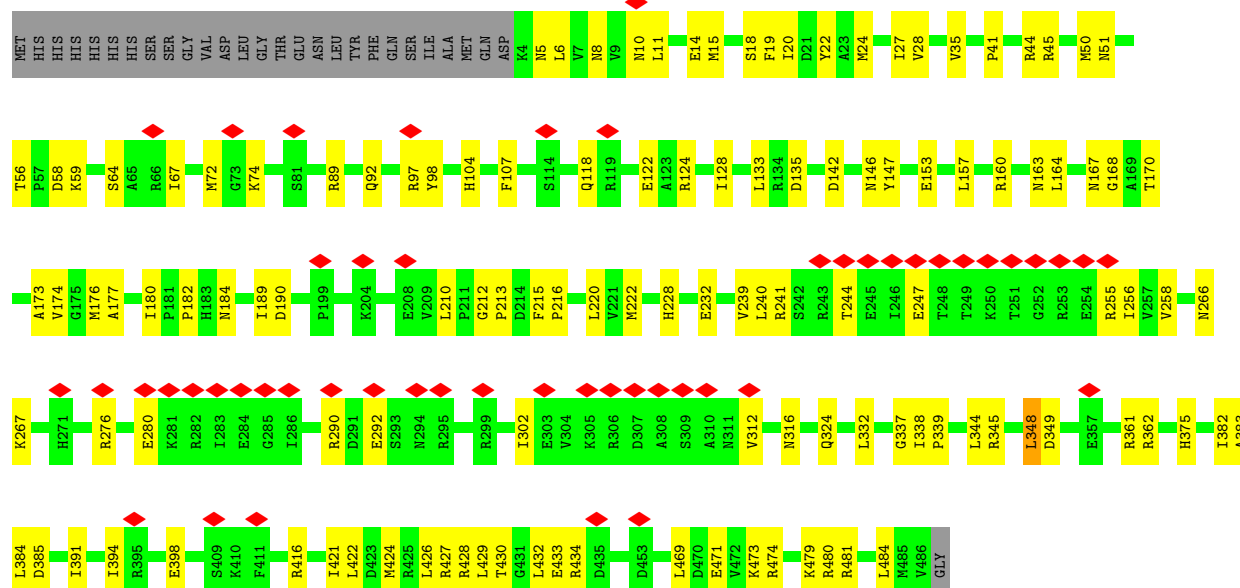 MET HIS HIS HIS HIS HIS HIS SER SER GLY VAL ASP LEU GLY THR GLU ASN LEU TYR PHE GLN SER ILE ALA MET GLN ASP K4 N5 L6 V7 N8 V9 N10 L11 E14 M15 S18 F19 I20 D21 Y22 A23 M24 I27 V28 V35 P41 R44 R45 M50 N51
T56 P57 D58 K59 S64 A65 R66 I67 M72 G73 K74 S81 R89 Q92 R97 Y98 H104 F107 S114 Q118 R119 E122 A123 R124 I128 L133 R134 D135 D142 N146 Y147 E153 L157 R160 N163 L164 N167 G168 A169 T170
A173 V174 G175 M176 A177 I180 P181 P182 H183 N184 I189 D190 P199 K204 E208 V209 L210 P211 G212 P213 D214 F215 P216 L220 V221 M222 H228 E232 V239 L240 R241 S242 R243 T244 E245 I246 E247 T248 T249 K250 T251 G252 R253 E254 R255 I256 V257 V258 N266
K267 H271 R276 E280 K281 R282 I283 E284 G285 I286 R290 D291 E292 S293 N294 R295 R299 I302 E303 V304 K305 R306 D307 A308 S309 A310 N311 V312 N316 Q324 L332 G337 I338 P339 L344 R345 L348 D349 E357 R361 R362 H375 I382 A383
L384 D385 I391 I394 R395 E398 S409 K410 F411 R416 I421 L422 D423 M424 R425 L426 R427 R428 L429 T430 G431 L432 E433 R434 D435 D453 L469 D470 E471 V472 K473 R474 K479 R480 R481 L484 M485 V486 GLY